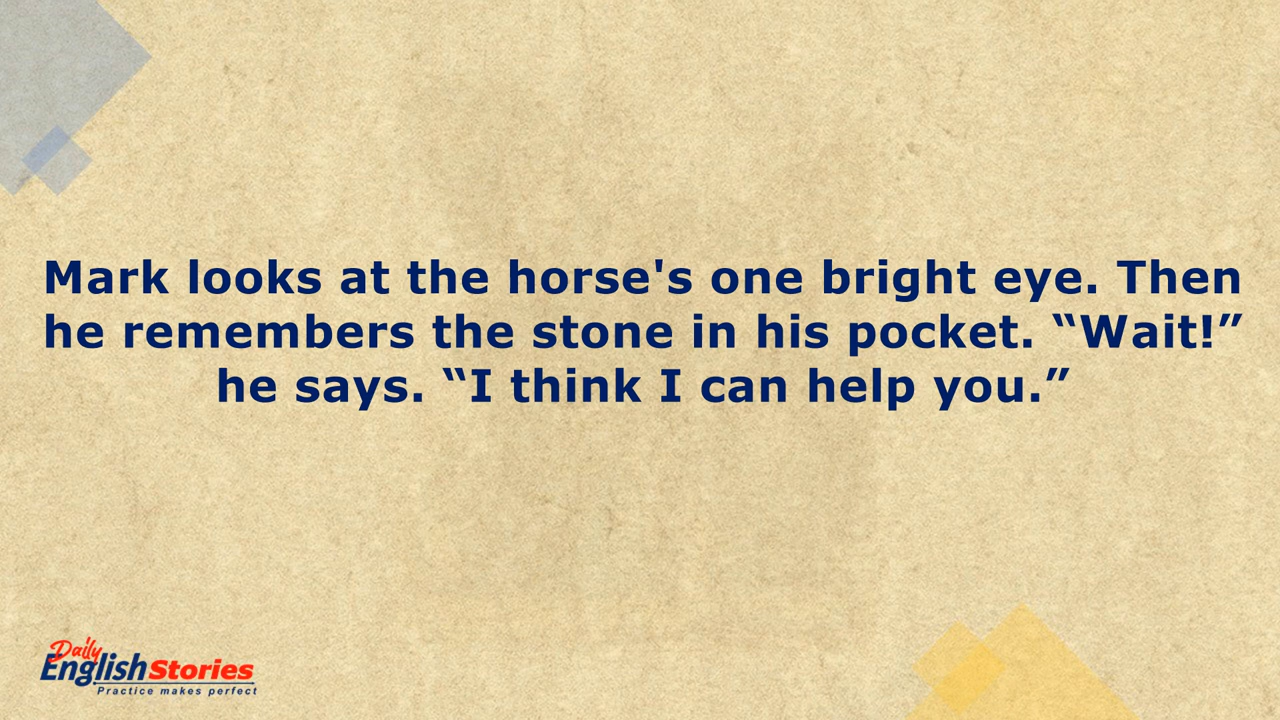 Mark looks at the horse's one bright eye. Then
he remembers the stone in his pocket. “Wait!”
he says. “I think I can help you.”
Daily
English Stories
Practice makes perfect